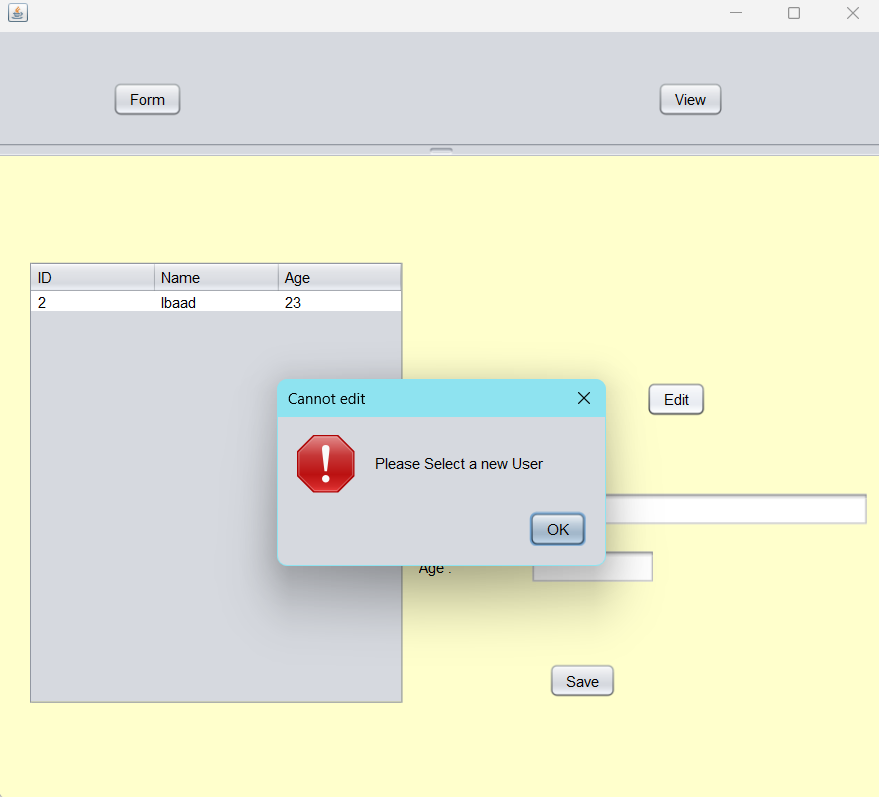 Form
View
ID Name Age
2 Ibaad 23
Cannot edit
Edit
Please Select a new User
OK
Age :
Save